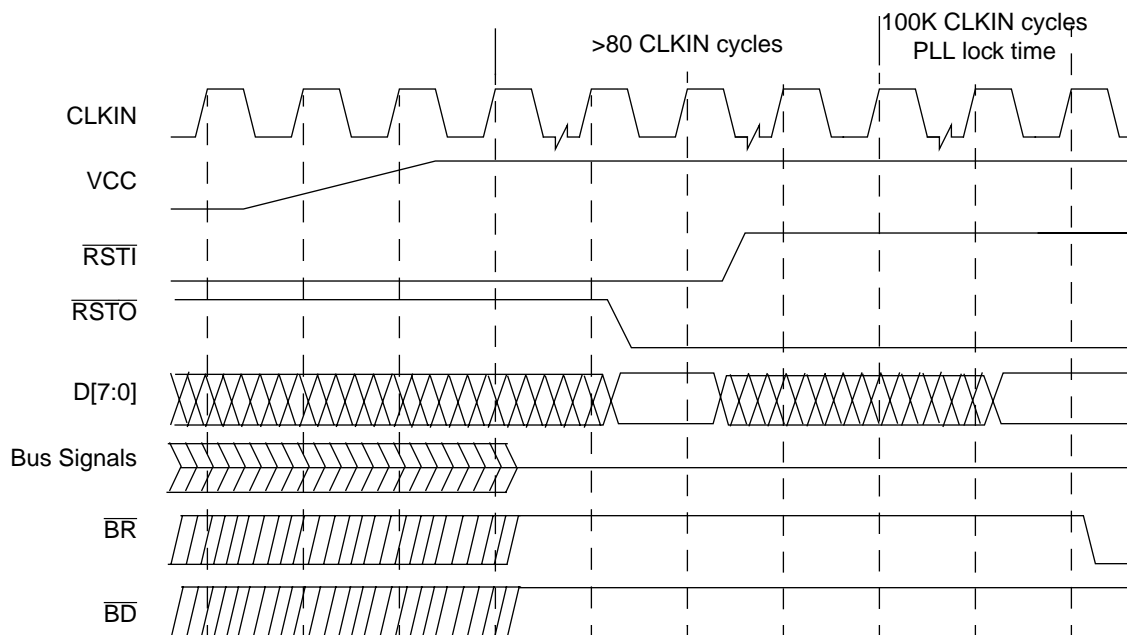 >80 CLKIN cycles
100K CLKIN cycles
PLL lock time
CLKIN
VCC
RSTI
RSTO
D[7:0]
Bus Signals
BR
BD